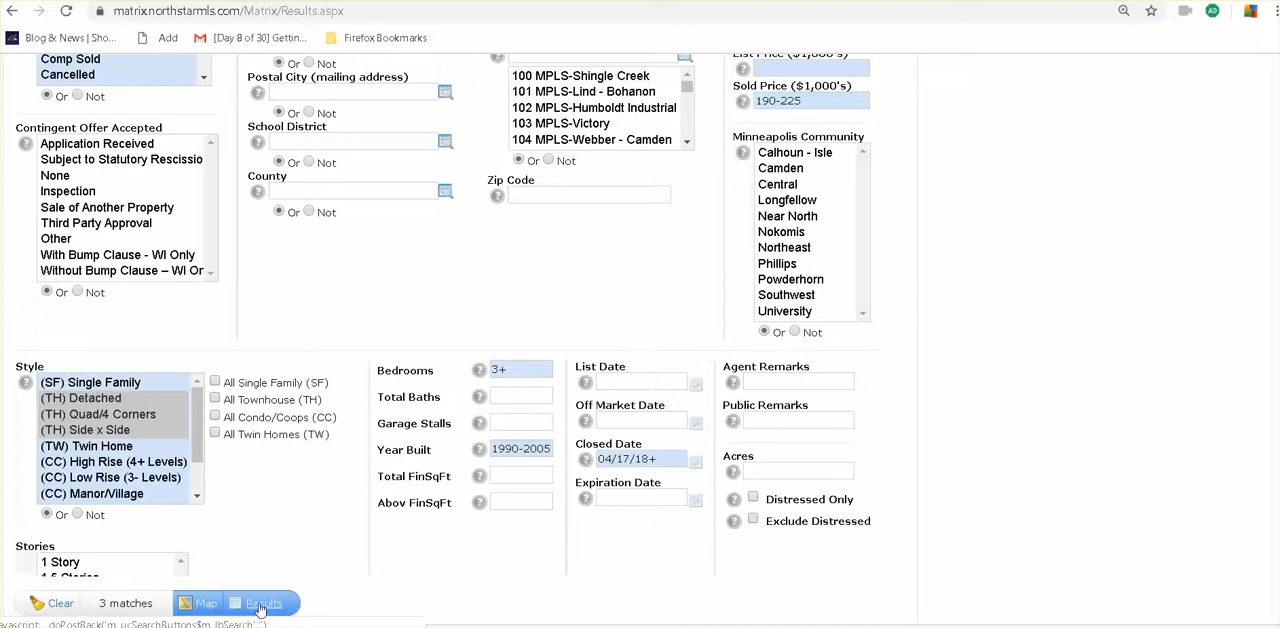 matrix.northstarmls.com/Matrix/Results.aspx
AD
Blog & News | Sho...
Add
[Day 8 of 30] Gettin...
Firefox Bookmarks
Comp Sold
Cancelled
Or Not
Contingent Offer Accepted
Application Received
Subject to Statutory Rescissio
None
Inspection
Sale of Another Property
Third Party Approval
Other
With Bump Clause - WI Only
Without Bump Clause – WI Or
Or Not
Or Not
Postal City (mailing address)
Or Not
School District
Or Not
County
Or Not
100 MPLS-Shingle Creek
101 MPLS-Lind - Bohanon
102 MPLS-Humboldt Industrial
103 MPLS-Victory
104 MPLS-Webber - Camden
Or Not
Zip Code
List Price ($1,000's)
Sold Price ($1,000's)
190-225
Minneapolis Community
Calhoun - Isle
Camden
Central
Longfellow
Near North
Nokomis
Northeast
Phillips
Powderhorn
Southwest
University
Or Not
Style
(SF) Single Family
(TH) Detached
(TH) Quad/4 Corners
(TH) Side x Side
(TW) Twin Home
(CC) High Rise (4+ Levels)
(CC) Low Rise (3- Levels)
(CC) Manor/Village
Or Not
All Single Family (SF)
All Townhouse (TH)
All Condo/Coops (CC)
All Twin Homes (TW)
Bedrooms 3+
Total Baths
Garage Stalls
Year Built 1990-2005
Total FinSqFt
Abov FinSqFt
List Date
Off Market Date
Closed Date
04/17/18+
Expiration Date
Agent Remarks
Public Remarks
Acres
Distressed Only
Exclude Distressed
Stories
1 Story
Clear 3 matches Map Results